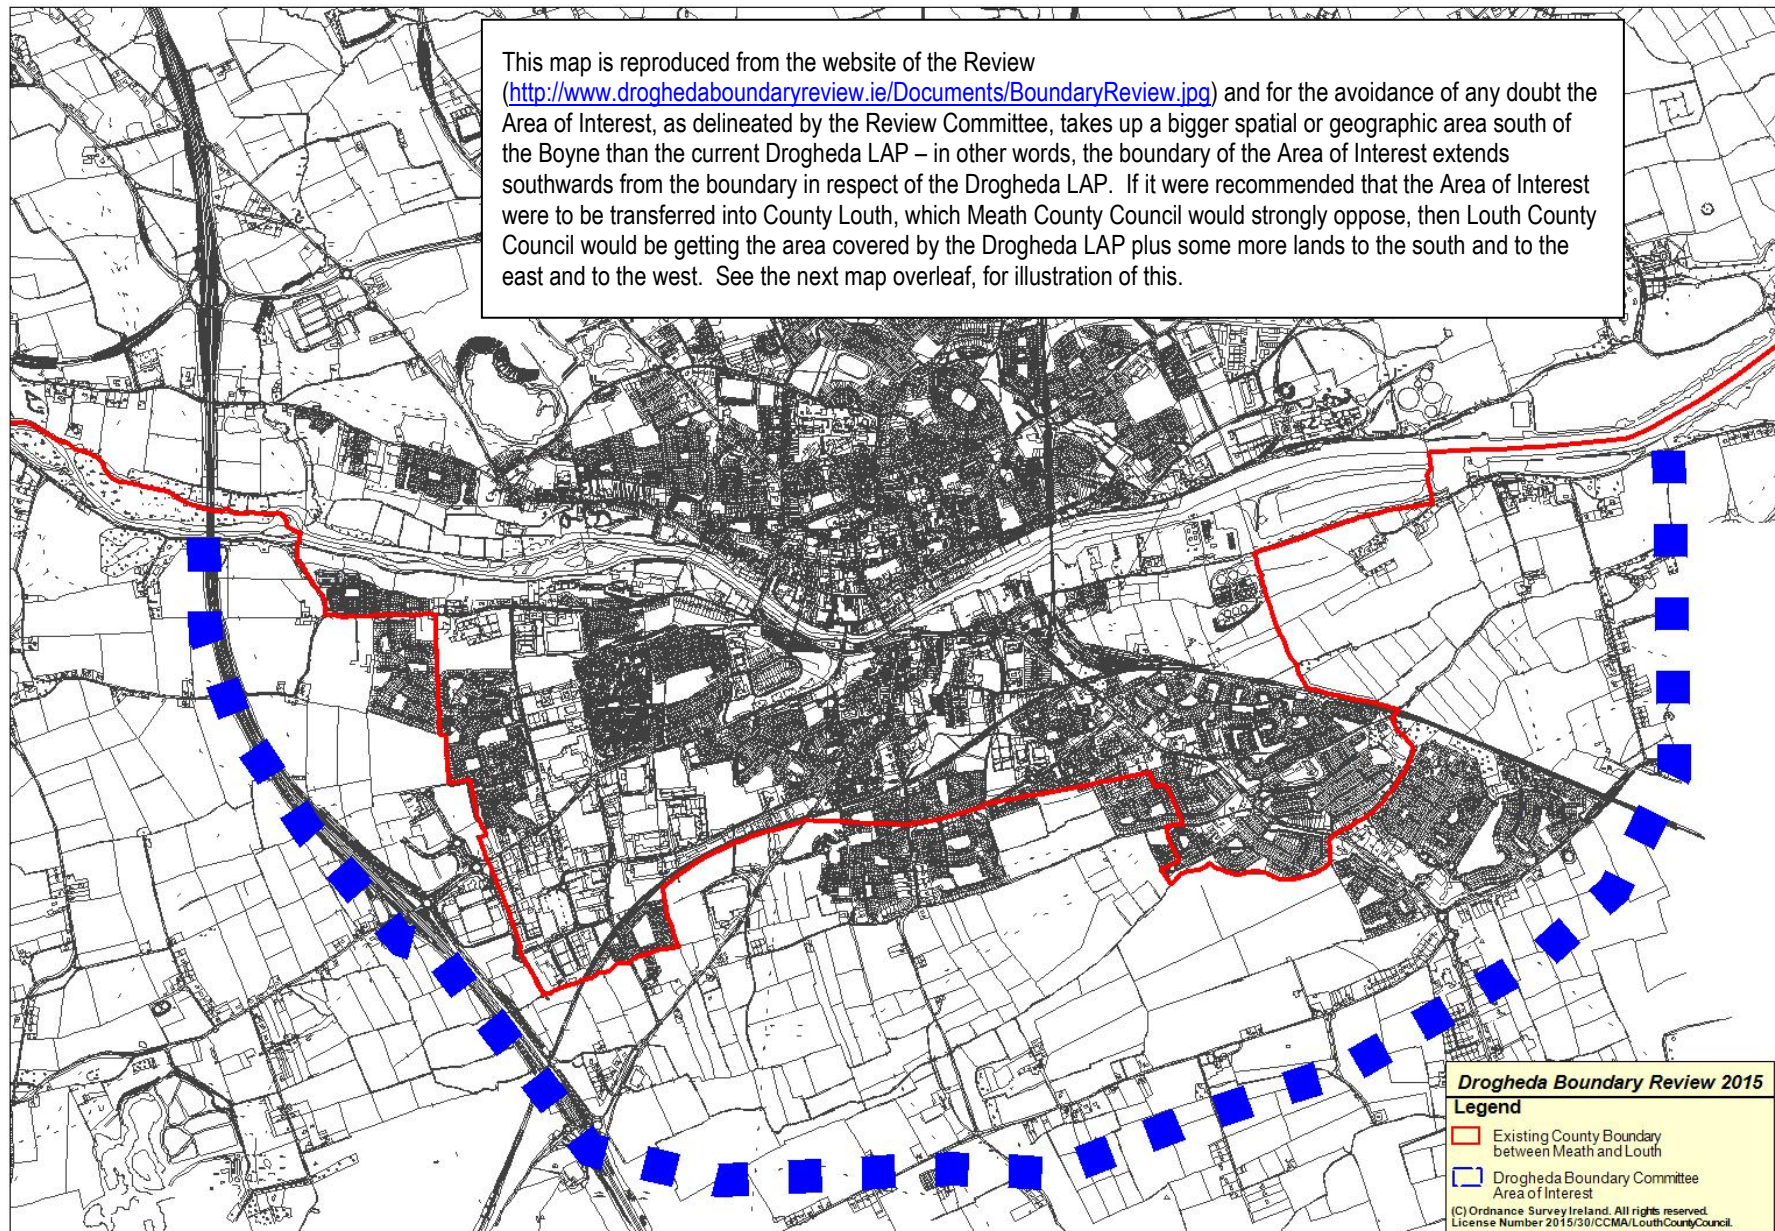 This map is reproduced from the website of the Review
(http://www.droghedaboundaryreview.ie/Documents/BoundaryReview.jpg) and for the avoidance of any doubt the
Area of Interest, as delineated by the Review Committee, takes up a bigger spatial or geographic area south of
the Boyne than the current Drogheda LAP – in other words, the boundary of the Area of Interest extends
southwards from the boundary in respect of the Drogheda LAP.  If it were recommended that the Area of Interest
were to be transferred into County Louth, which Meath County Council would strongly oppose, then Louth County
Council would be getting the area covered by the Drogheda LAP plus some more lands to the south and to the
east and to the west.  See the next map overleaf, for illustration of this.
Drogheda Boundary Review 2015
Legend
Existing County Boundary
between Meath and Louth
Drogheda Boundary Committee
Area of Interest
(C) Ordnance Survey Ireland. All rights reserved.
License Number 2015/30/CCMA/LouthCountyCouncil.